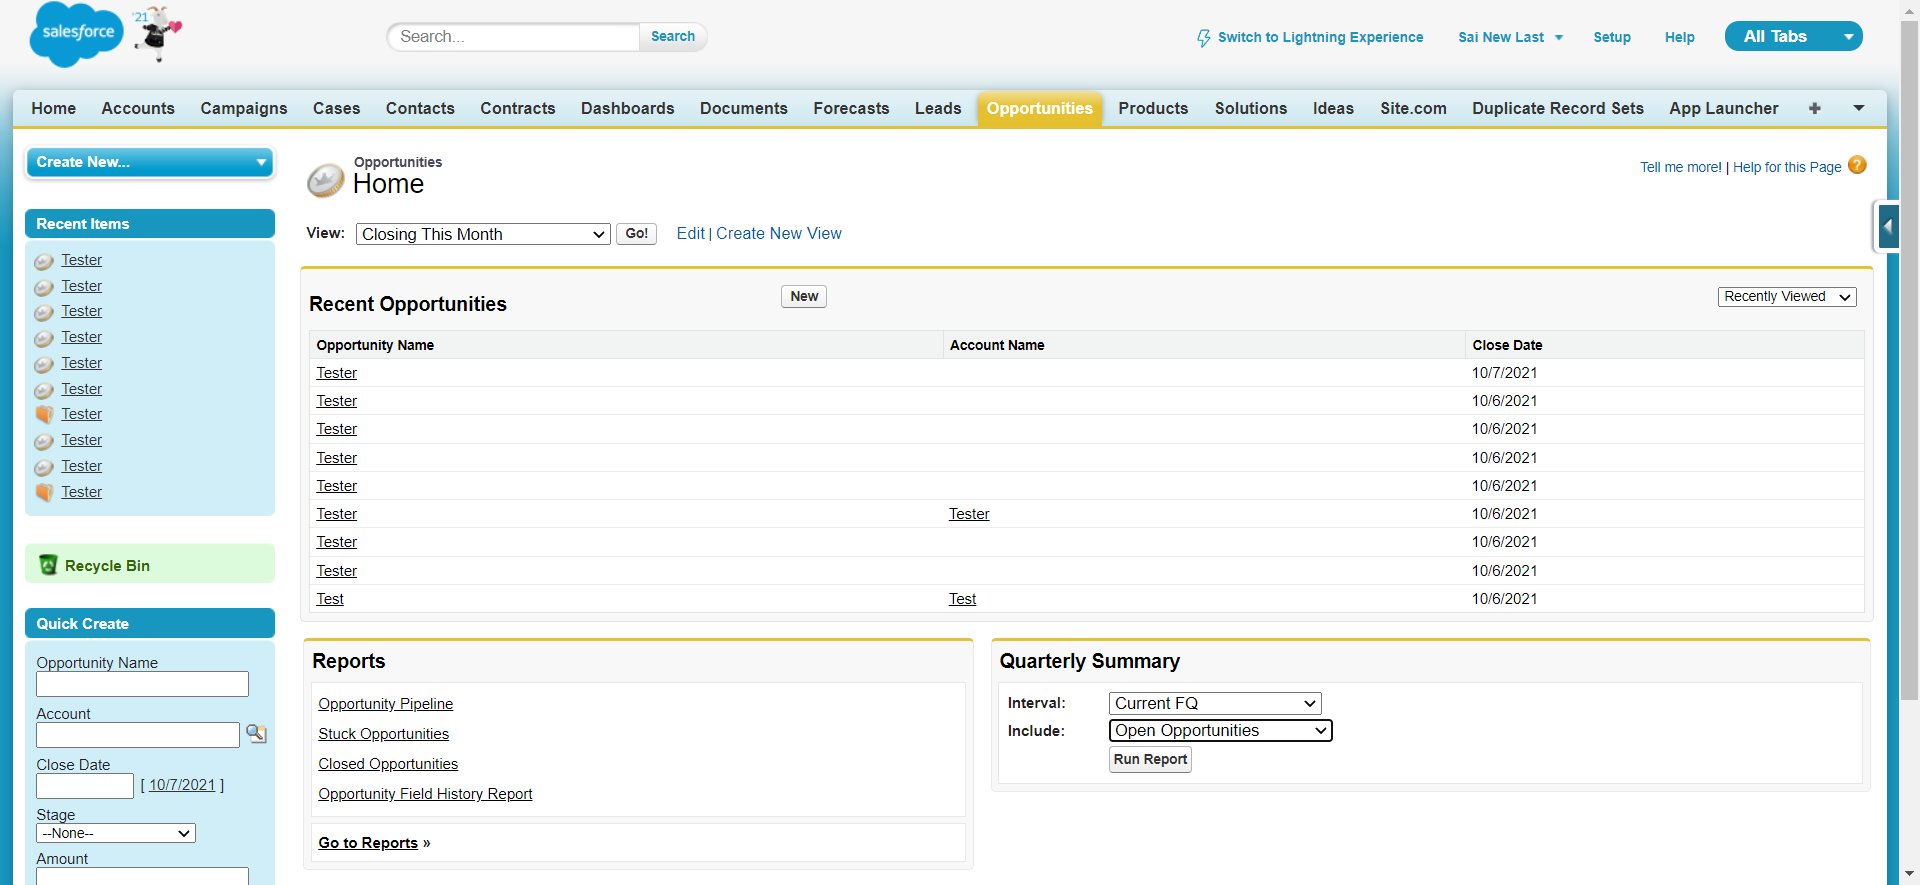 salesforce
'21
Search...
Search
Switch to Lightning Experience
Sai New Last
Setup
Help
All Tabs
Home Accounts Campaigns Cases Contacts Contracts Dashboards Documents Forecasts Leads Opportunities Products Solutions Ideas Site.com Duplicate Record Sets App Launcher +
Create New...
Recent Items
Tester
Tester
Tester
Tester
Tester
Tester
Tester
Tester
Tester
Tester
Recycle Bin
Quick Create
Opportunity Name
Account
Close Date
[ 10/7/2021 ]
Stage
--None--
Amount
Opportunities
Home
Tell me more! | Help for this Page ?
View: Closing This Month Go! Edit | Create New View
Recent Opportunities New Recently Viewed
Opportunity Name Account Name Close Date
Tester 10/7/2021
Tester 10/6/2021
Tester 10/6/2021
Tester 10/6/2021
Tester 10/6/2021
Tester Tester 10/6/2021
Tester 10/6/2021
Tester 10/6/2021
Test Test 10/6/2021
Reports
Opportunity Pipeline
Stuck Opportunities
Closed Opportunities
Opportunity Field History Report
Go to Reports »
Quarterly Summary
Interval: Current FQ
Include: Open Opportunities
Run Report